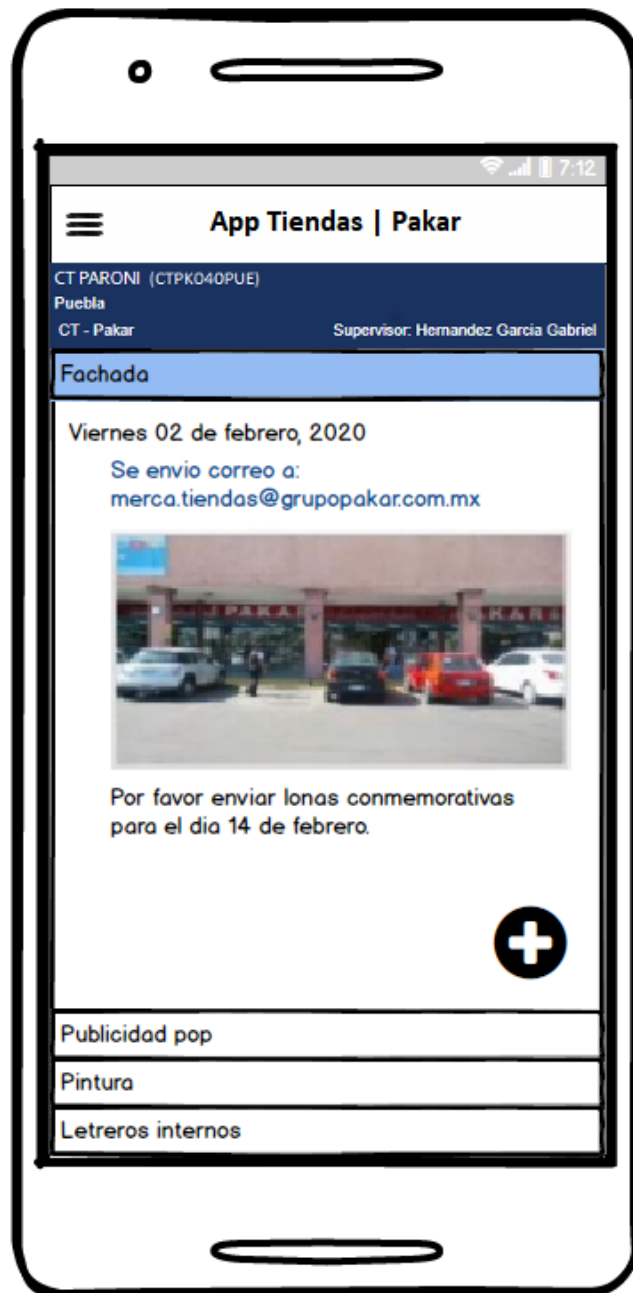 7:12
App Tiendas | Pakar
CT PARONI (CTPK040PUE)
Puebla
CT - Pakar Supervisor: Hernandez Garcia Gabriel
Fachada
Viernes 02 de febrero, 2020
Se envio correo a:
merca.tiendas@grupopakar.com.mx
PAKA
KAR
Por favor enviar lonas conmemorativas
para el dia 14 de febrero.
Publicidad pop
Pintura
Letreros internos